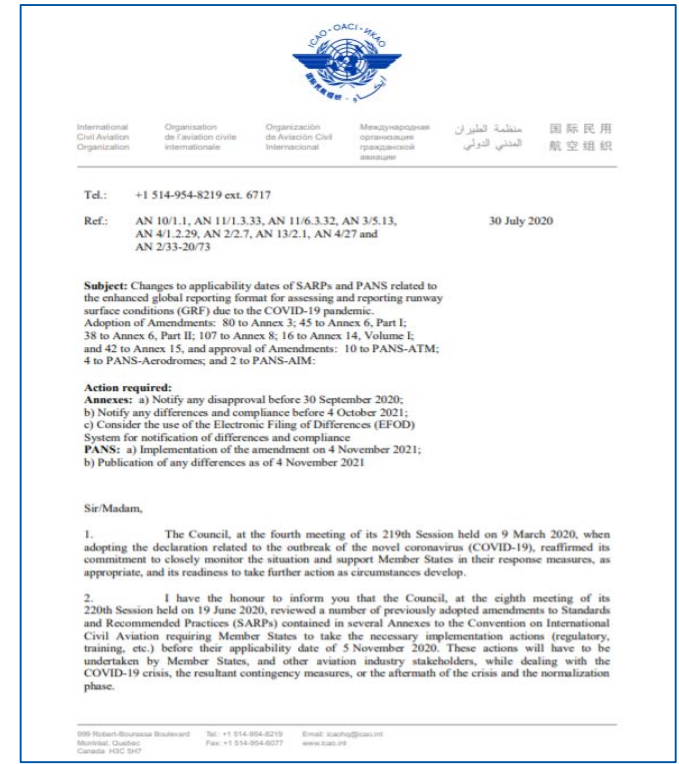 ICAO · OACI · ИКАО
International Organisation Organización Международная منظمة الطيران 国际民用
Civil Aviation de l'aviation civile de Aviación Civil организация المدني الدولي 航空组织
Organization internationale Internacional гражданской
авиации
Tel.: +1 514-954-8219 ext. 6717
Ref.: AN 10/1.1, AN 11/1.3.33, AN 11/6.3.32, AN 3/5.13, 30 July 2020
AN 4/1.2.29, AN 2/2.7, AN 13/2.1, AN 4/27 and
AN 2/33-20/73
Subject: Changes to applicability dates of SARPs and PANS related to
the enhanced global reporting format for assessing and reporting runway
surface conditions (GRF) due to the COVID-19 pandemic.
Adoption of Amendments: 80 to Annex 3; 45 to Annex 6, Part I;
38 to Annex 6, Part II; 107 to Annex 8; 16 to Annex 14, Volume I;
and 42 to Annex 15, and approval of Amendments: 10 to PANS-ATM;
4 to PANS-Aerodromes; and 2 to PANS-AIM:
Action required:
Annexes: a) Notify any disapproval before 30 September 2020;
b) Notify any differences and compliance before 4 October 2021;
c) Consider the use of the Electronic Filing of Differences (EFOD)
System for notification of differences and compliance
PANS: a) Implementation of the amendment on 4 November 2021;
b) Publication of any differences as of 4 November 2021
Sir/Madam,
1. The Council, at the fourth meeting of its 219th Session held on 9 March 2020, when
adopting the declaration related to the outbreak of the novel coronavirus (COVID-19), reaffirmed its
commitment to closely monitor the situation and support Member States in their response measures, as
appropriate, and its readiness to take further action as circumstances develop.
2. I have the honour to inform you that the Council, at the eighth meeting of its
220th Session held on 19 June 2020, reviewed a number of previously adopted amendments to Standards
and Recommended Practices (SARPs) contained in several Annexes to the Convention on International
Civil Aviation requiring Member States to take the necessary implementation actions (regulatory,
training, etc.) before their applicability date of 5 November 2020. These actions will have to be
undertaken by Member States, and other aviation industry stakeholders, while dealing with the
COVID-19 crisis, the resultant contingency measures, or the aftermath of the crisis and the normalization
phase.
999 Robert-Bourassa Boulevard Tel.: +1 514-954-8219 Email: icaohq@icao.int
Montréal, Quebec Fax: +1 514-954-6077 www.icao.int
Canada H3C 5H7